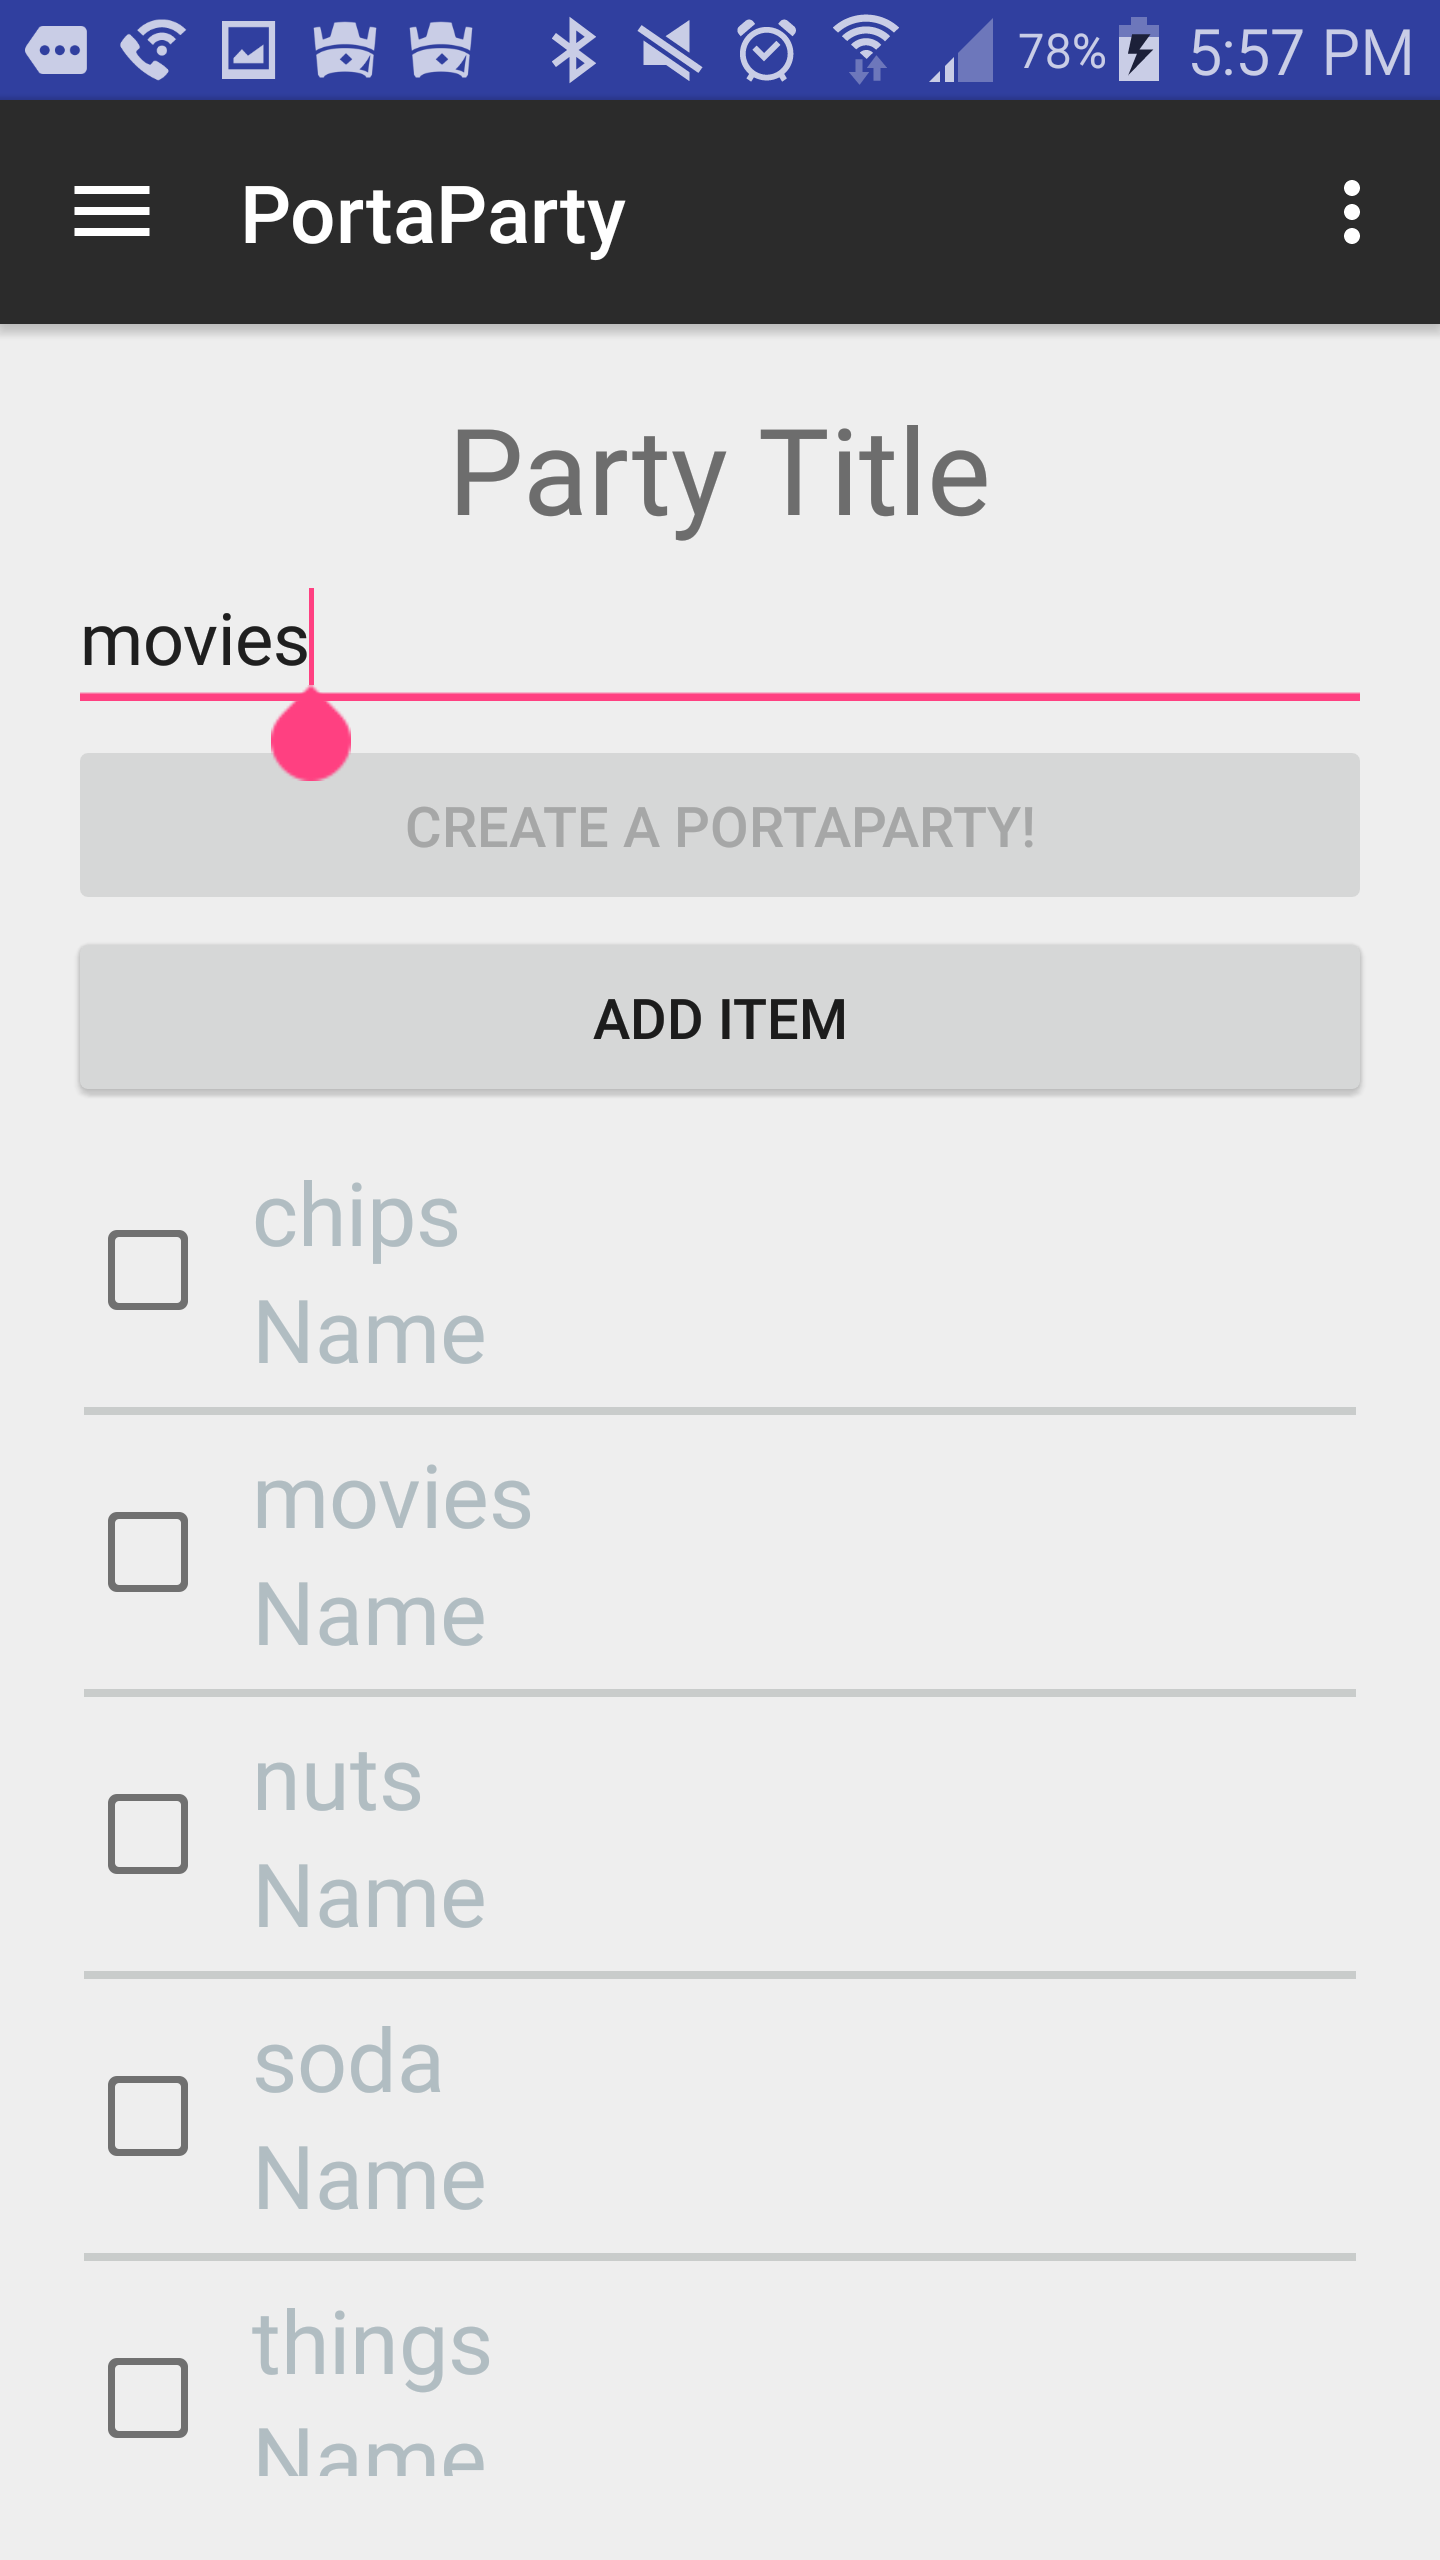 78% 5:57 PM
PortaParty
Party Title
movies
CREATE A PORTAPARTY!
ADD ITEM
chips
Name
movies
Name
nuts
Name
soda
Name
things
Name